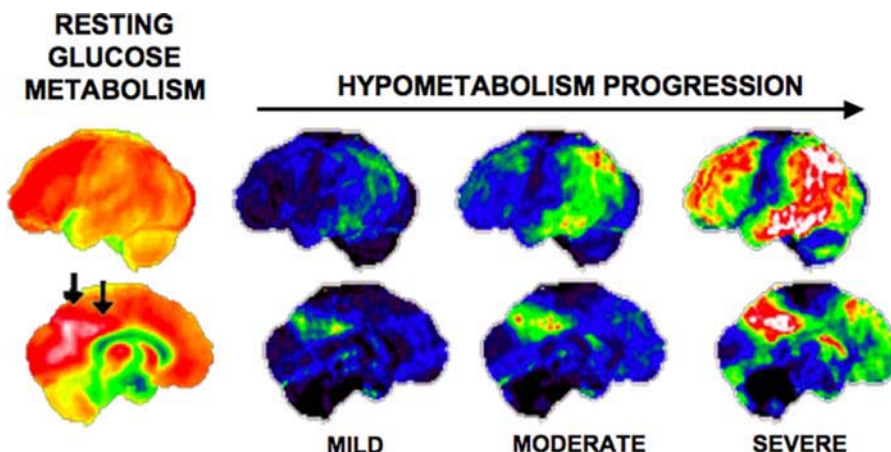 RESTING
GLUCOSE
METABOLISM
HYPOMETABOLISM PROGRESSION
MILD
MODERATE
SEVERE